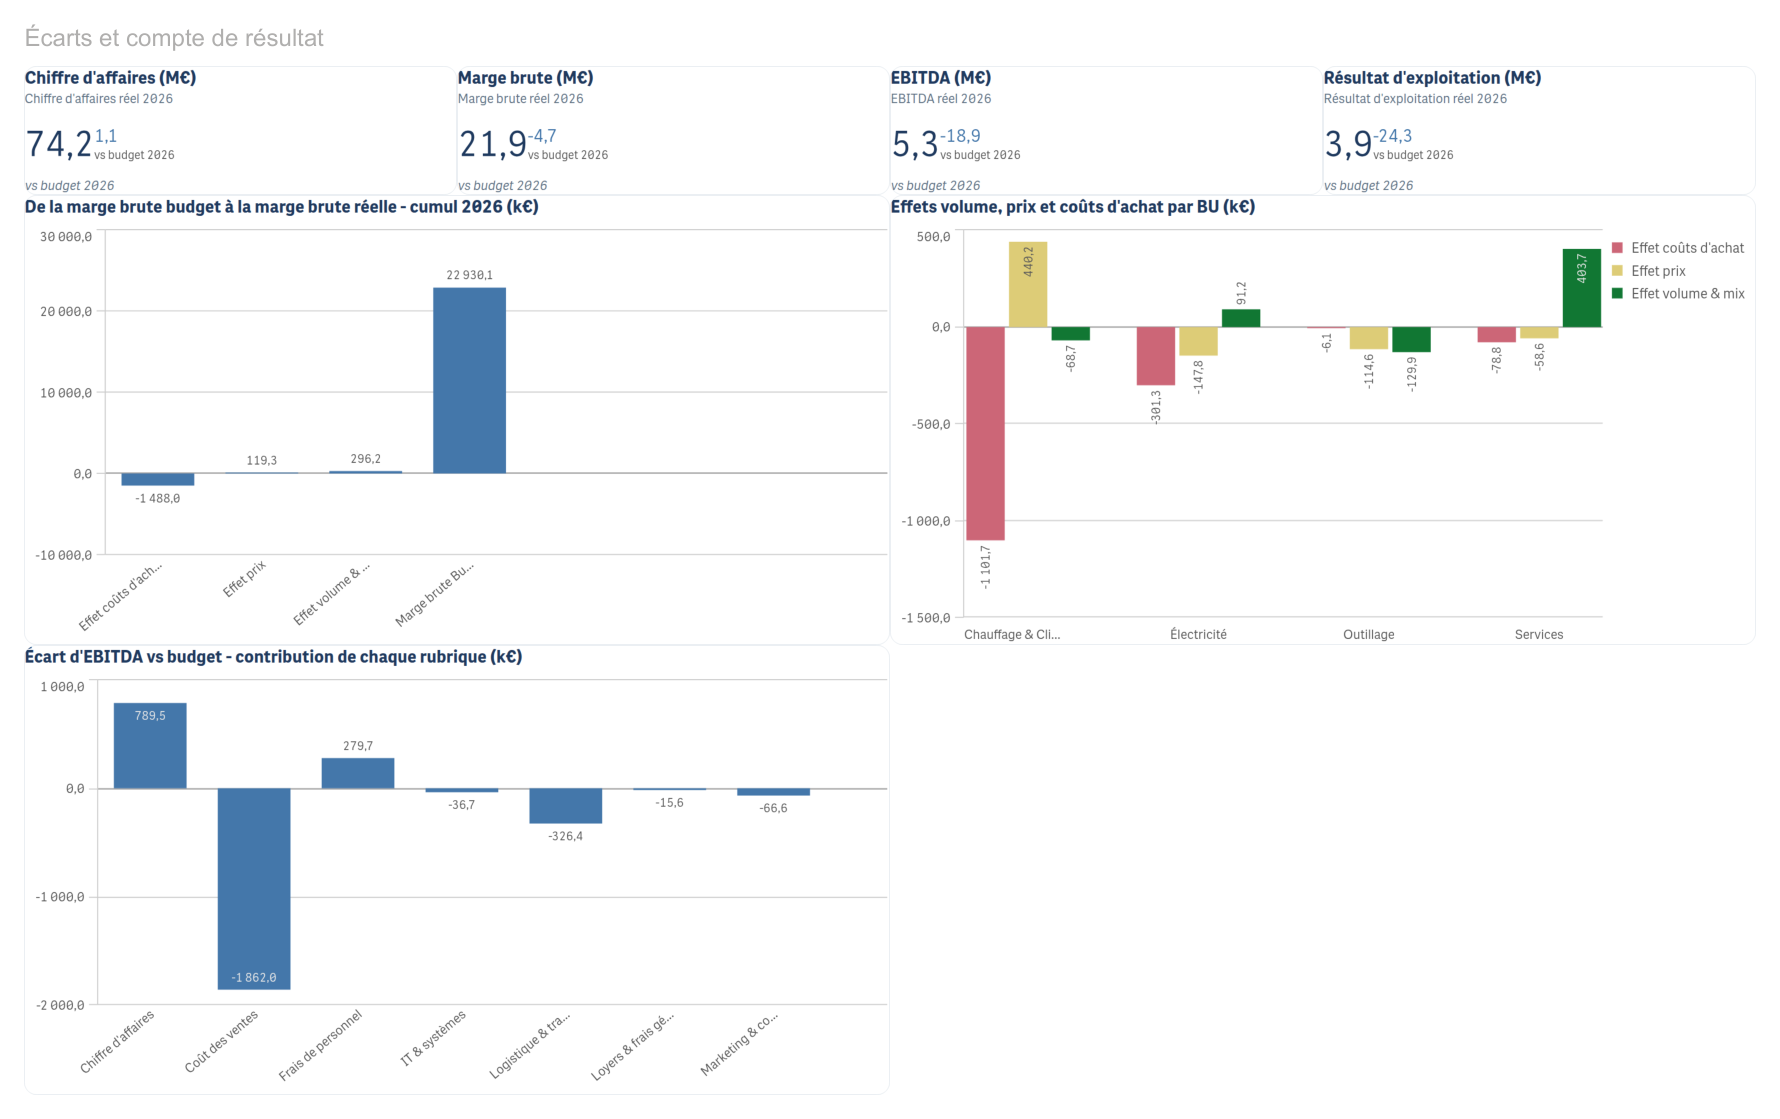 Écarts et compte de résultat
Chiffre d'affaires (M€)
Chiffre d'affaires réel 2026
74,2
1,1
vs budget 2026
vs budget 2026
Marge brute (M€)
Marge brute réel 2026
21,9
-4,7
vs budget 2026
vs budget 2026
EBITDA (M€)
EBITDA réel 2026
5,3
-18,9
vs budget 2026
vs budget 2026
Résultat d'exploitation (M€)
Résultat d'exploitation réel 2026
3,9
-24,3
vs budget 2026
vs budget 2026
De la marge brute budget à la marge brute réelle - cumul 2026 (k€)
30 000,0
20 000,0
10 000,0
0,0
-10 000,0
-1 488,0
119,3
296,2
22 930,1
Effet coûts d'ach...
Effet prix
Effet volume & ...
Marge brute Bu...
Effets volume, prix et coûts d'achat par BU (k€)
500,0
0,0
-500,0
-1 000,0
-1 500,0
-1 101,7
440,2
-68,7
-301,3
-147,8
91,2
-6,1
-114,6
-129,9
-78,8
-58,6
403,7
Chauffage & Cli...
Électricité
Outillage
Services
Effet coûts d'achat
Effet prix
Effet volume & mix
Écart d'EBITDA vs budget - contribution de chaque rubrique (k€)
1 000,0
0,0
-1 000,0
-2 000,0
789,5
-1 862,0
279,7
-36,7
-326,4
-15,6
-66,6
Chiffre d'affaires
Coût des ventes
Frais de personnel
IT & systèmes
Logistique & tra...
Loyers & frais gé...
Marketing & co...